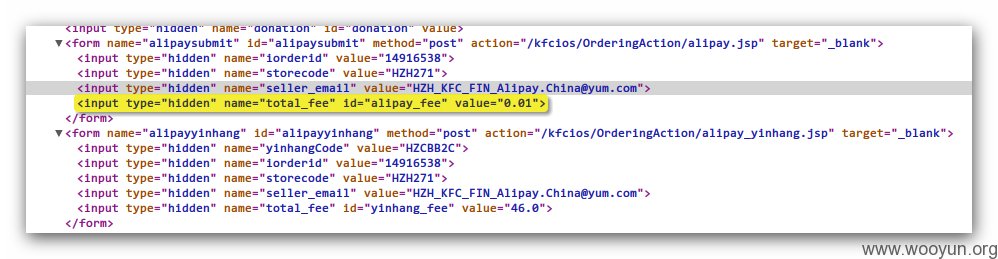 <input type="hidden" name="donation" id="donation" value>
▼<form name="alipaysubmit" id="alipaysubmit" method="post" action="/kfcios/OrderingAction/alipay.jsp" target="_blank">
<input type="hidden" name="iorderid" value="14916538">
<input type="hidden" name="storecode" value="HZH271">
<input type="hidden" name="seller_email" value="HZH_KFC_FIN_Alipay.China@yum.com">
<input type="hidden" name="total_fee" id="alipay_fee" value="0.01">
</form>
▼<form name="alipayyinhang" id="alipayyinhang" method="post" action="/kfcios/OrderingAction/alipay_yinhang.jsp" target="_blank">
<input type="hidden" name="yinhangCode" value="HZCBB2C">
<input type="hidden" name="iorderid" value="14916538">
<input type="hidden" name="storecode" value="HZH271">
<input type="hidden" name="seller_email" value="HZH_KFC_FIN_Alipay.China@yum.com">
<input type="hidden" name="total_fee" id="yinhang_fee" value="46.0">
</form>
www.wooyun.org